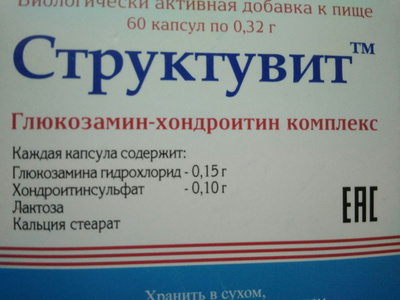 Биологически активная добавка к пище
60 капсул по 0,32 г
Структувит™
Глюкозамин-хондроитин комплекс
Каждая капсула содержит:
Глюкозамина гидрохлорид - 0,15 г
Хондроитинсульфат - 0,10 г
Лактоза
Кальция стеарат
ЕАС
Хранить в сухом,